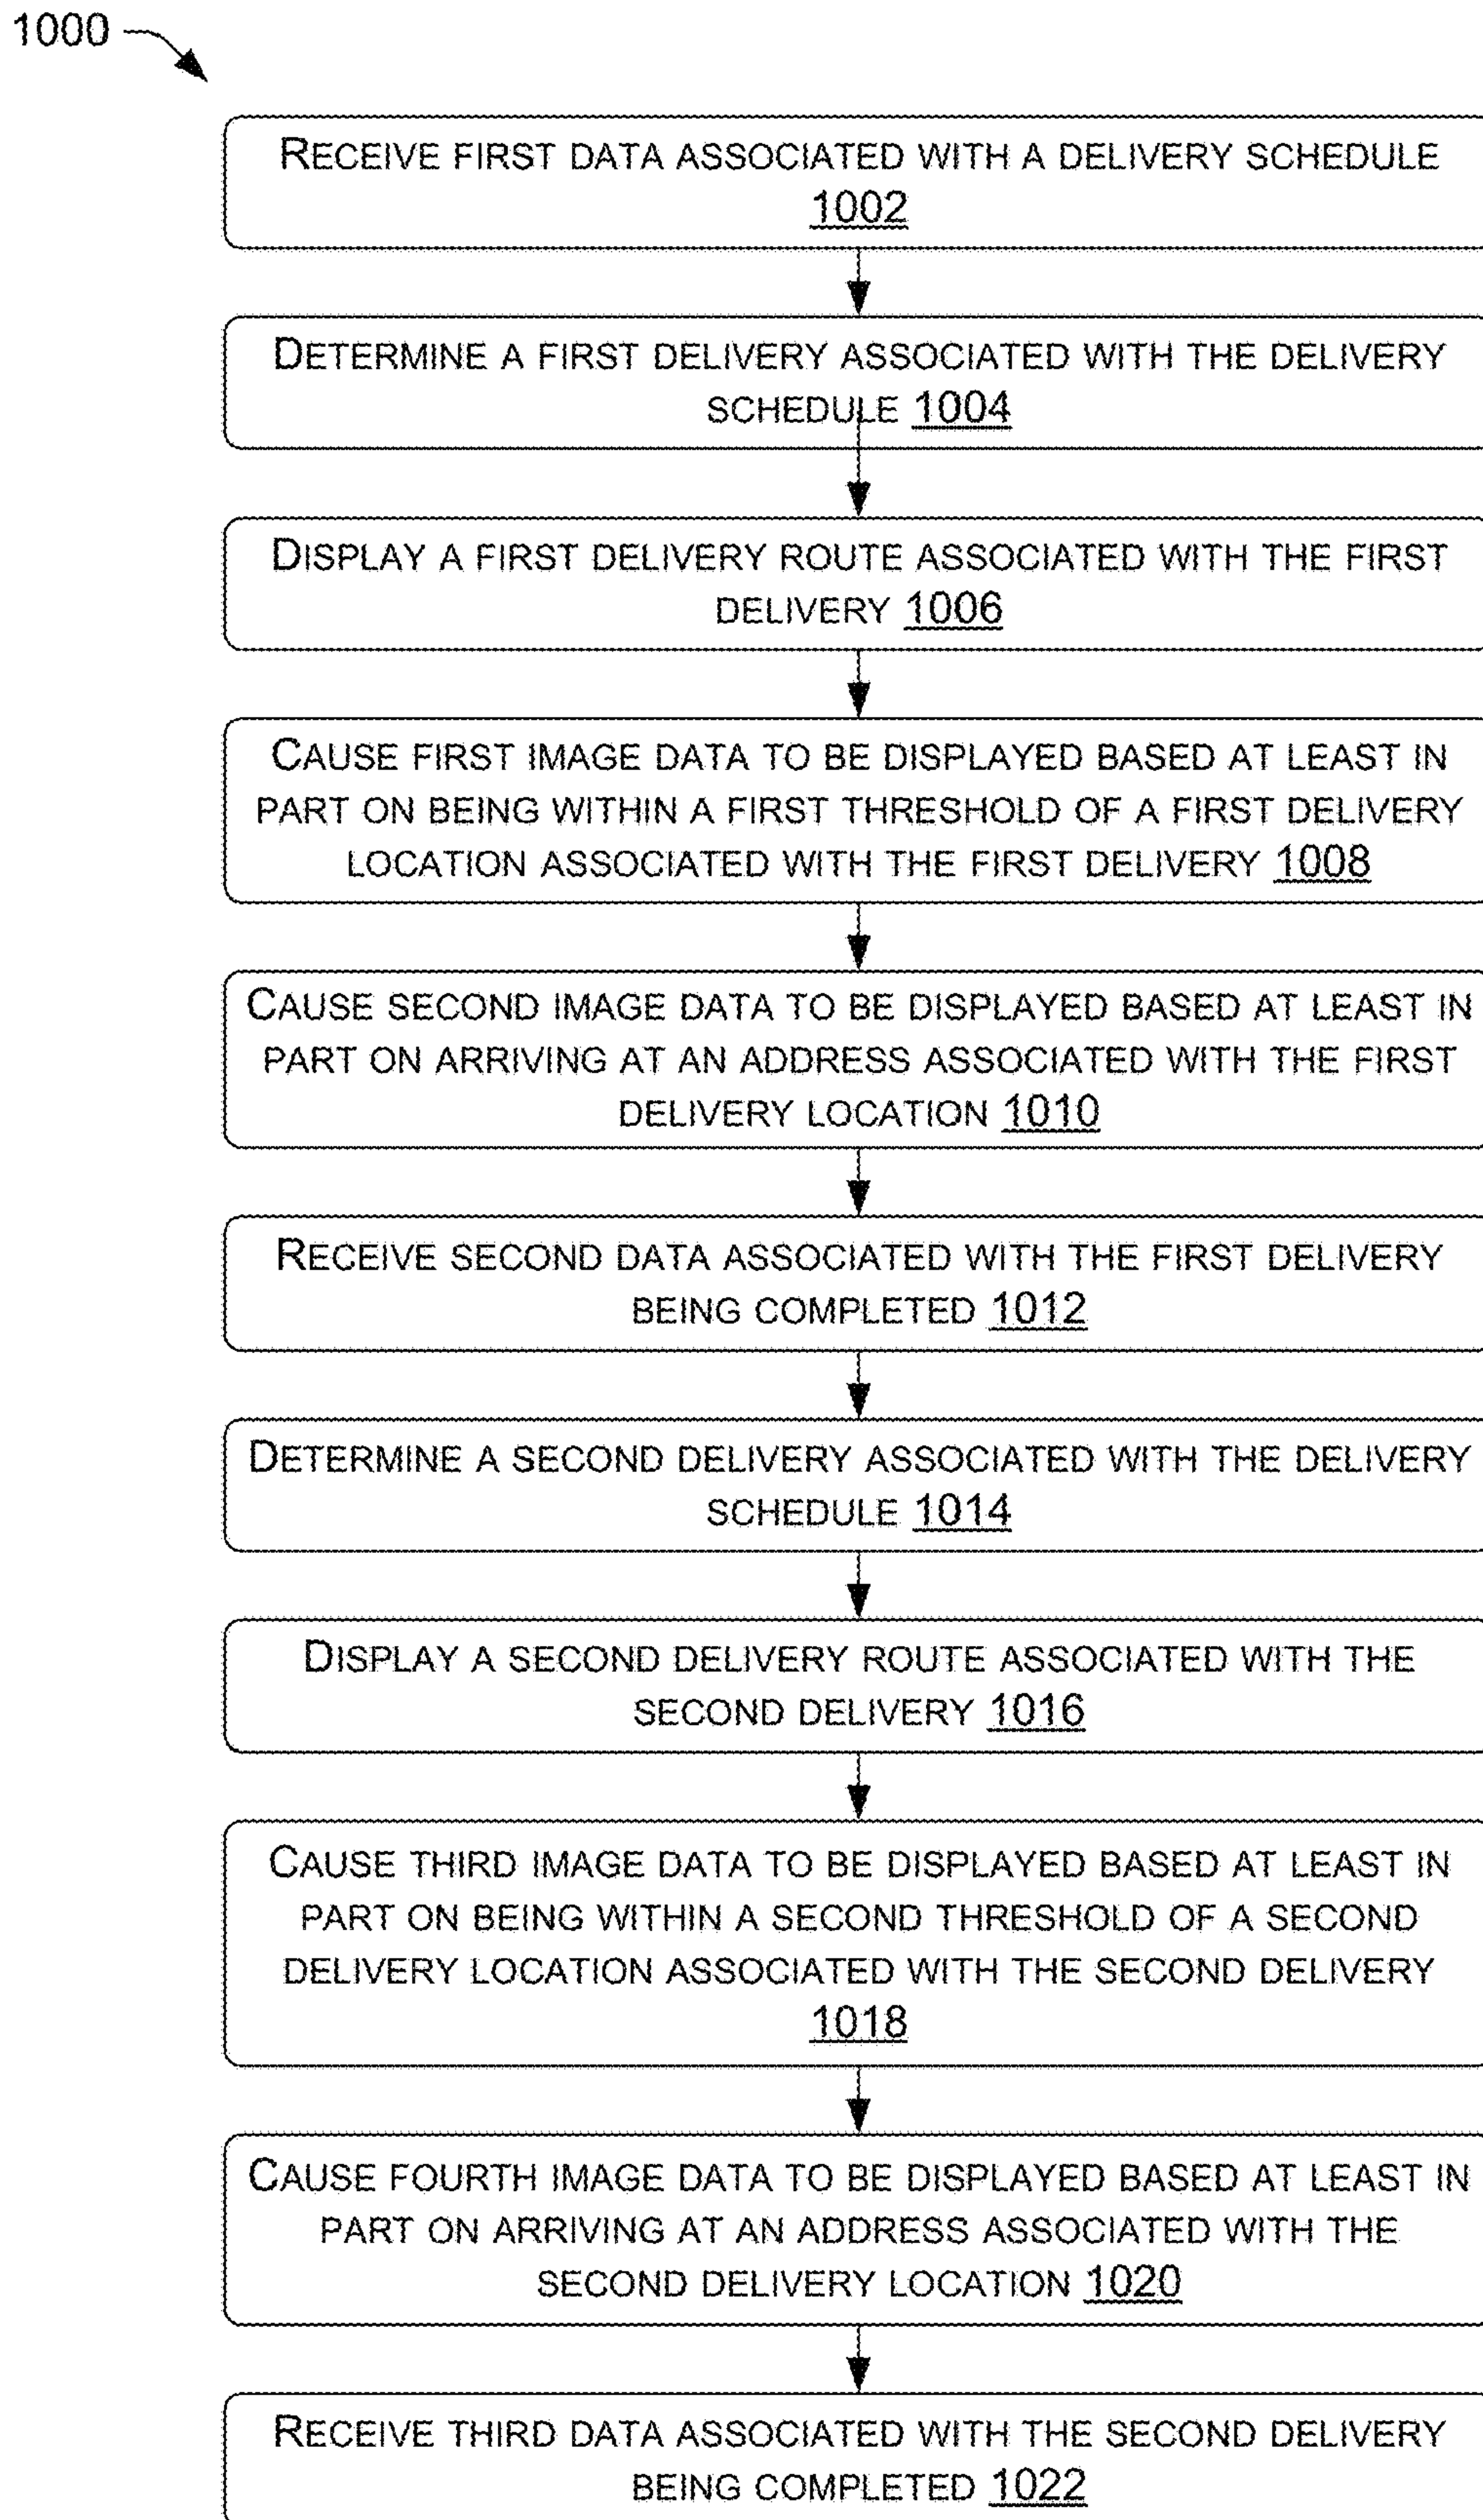 1000
RECEIVE FIRST DATA ASSOCIATED WITH A DELIVERY SCHEDULE
1002
DETERMINE A FIRST DELIVERY ASSOCIATED WITH THE DELIVERY
SCHEDULE 1004
DISPLAY A FIRST DELIVERY ROUTE ASSOCIATED WITH THE FIRST
DELIVERY 1006
CAUSE FIRST IMAGE DATA TO BE DISPLAYED BASED AT LEAST IN
PART ON BEING WITHIN A FIRST THRESHOLD OF A FIRST DELIVERY
LOCATION ASSOCIATED WITH THE FIRST DELIVERY 1008
CAUSE SECOND IMAGE DATA TO BE DISPLAYED BASED AT LEAST IN
PART ON ARRIVING AT AN ADDRESS ASSOCIATED WITH THE FIRST
DELIVERY LOCATION 1010
RECEIVE SECOND DATA ASSOCIATED WITH THE FIRST DELIVERY
BEING COMPLETED 1012
DETERMINE A SECOND DELIVERY ASSOCIATED WITH THE DELIVERY
SCHEDULE 1014
DISPLAY A SECOND DELIVERY ROUTE ASSOCIATED WITH THE
SECOND DELIVERY 1016
CAUSE THIRD IMAGE DATA TO BE DISPLAYED BASED AT LEAST IN
PART ON BEING WITHIN A SECOND THRESHOLD OF A SECOND
DELIVERY LOCATION ASSOCIATED WITH THE SECOND DELIVERY
1018
CAUSE FOURTH IMAGE DATA TO BE DISPLAYED BASED AT LEAST IN
PART ON ARRIVING AT AN ADDRESS ASSOCIATED WITH THE
SECOND DELIVERY LOCATION 1020
RECEIVE THIRD DATA ASSOCIATED WITH THE SECOND DELIVERY
BEING COMPLETED 1022